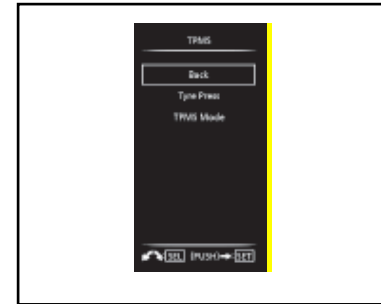 TPMS
Back
Tyre Press
TPMS Mode
SEL (PUSH) SET